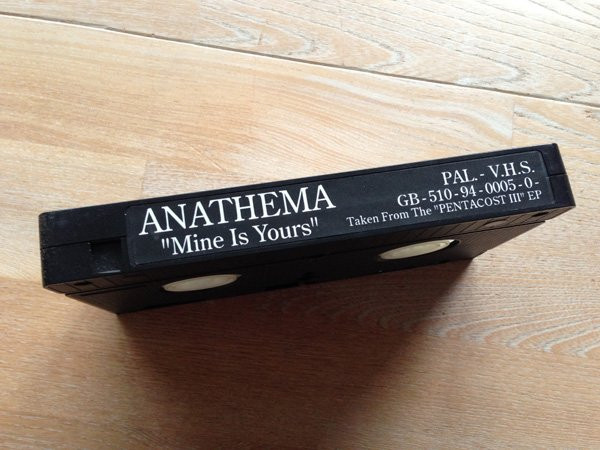 ANATHEMA
"Mine Is Yours"
PAL.- V.H.S.
GB-510-94-0005-0-
Taken From The "PENTACOST III" EP